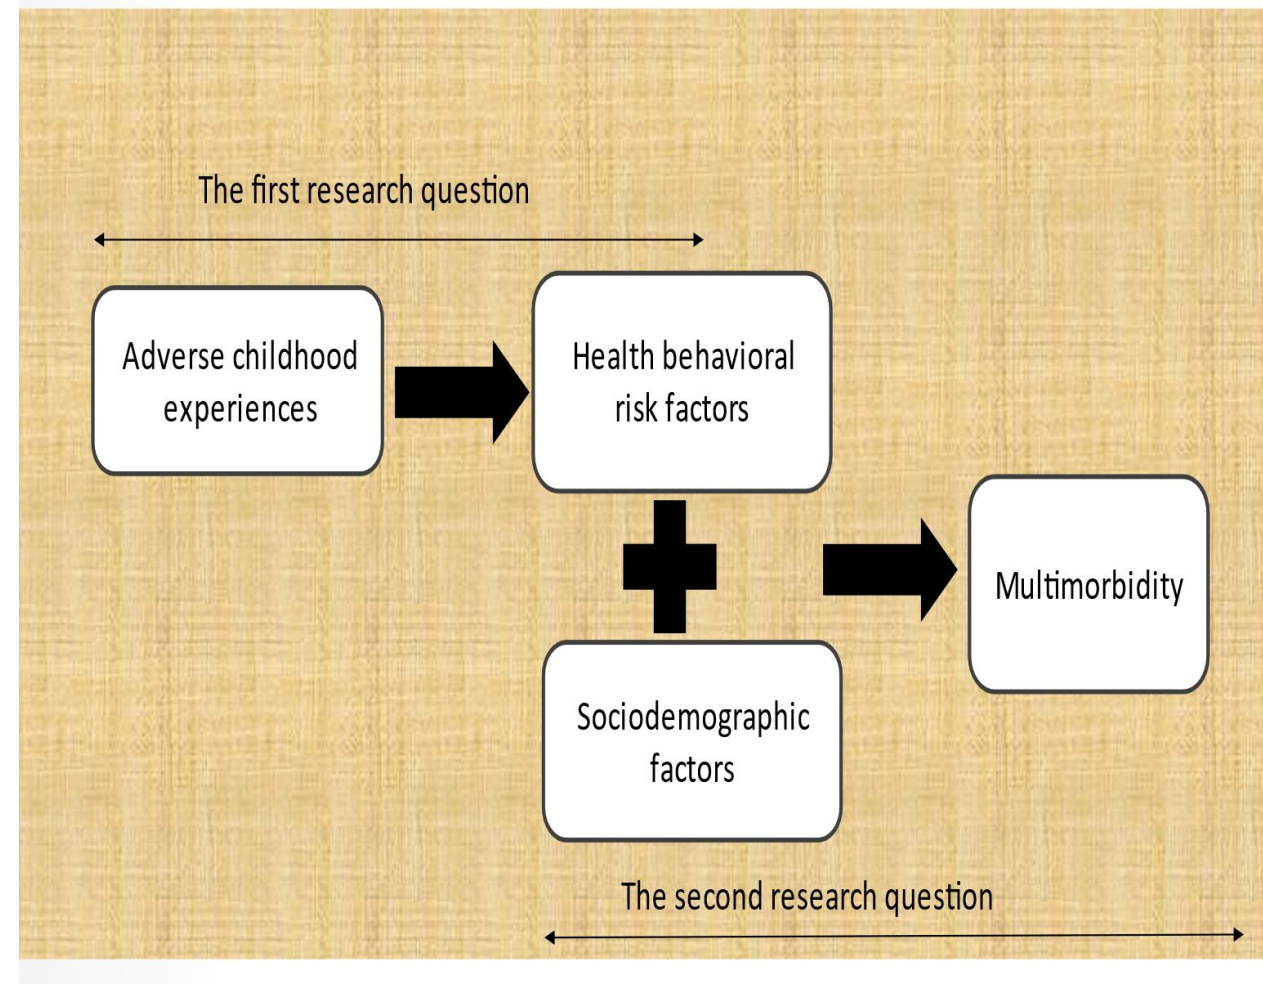 The first research question
Adverse childhood
experiences
Health behavioral
risk factors
Multimorbidity
Sociodemographic
factors
The second research question